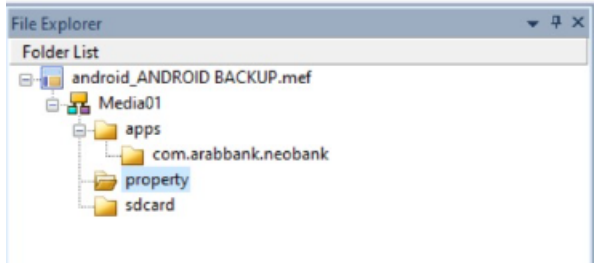 File Explorer
Folder List
android_ANDROID BACKUP.mef
Media01
apps
com.arabbank.neobank
property
sdcard